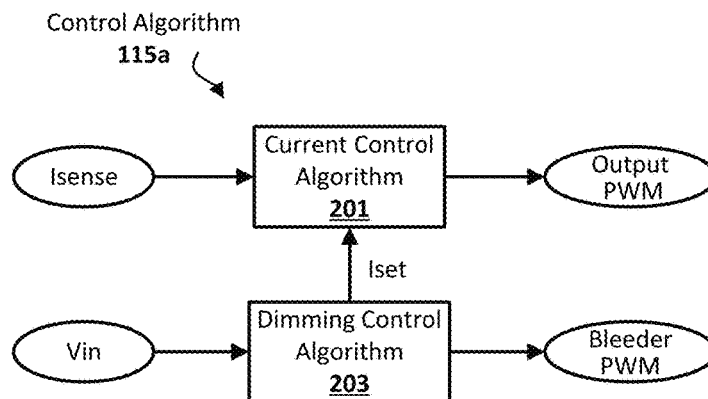 Control Algorithm
115a
Isense
Current Control
Algorithm
201
Output
PWM
Iset
Vin
Dimming Control
Algorithm
203
Bleeder
PWM